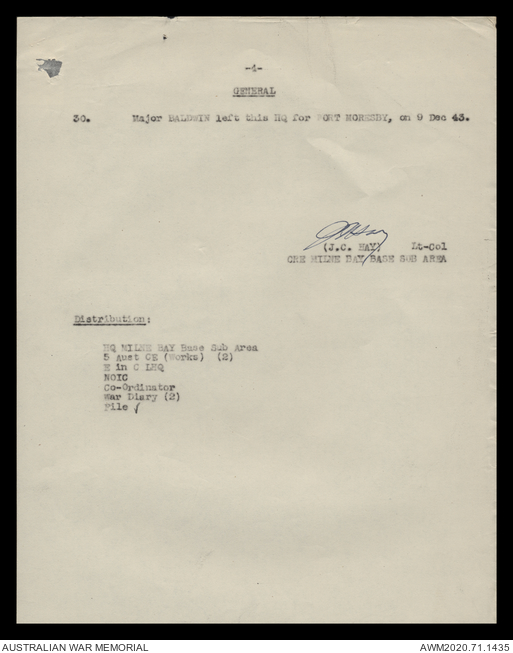 -4-
GENERAL
30. Major BALDWIN left this HQ for PORT MORESBY, on 9 Dec 43.
JCHay
(J.C. HAY) Lt-Col
CRE MILNE BAY BASE SUB AREA
Distribution:
HQ MILNE BAY Base Sub Area
5 Aust CE (Works) (2)
E in C LHQ
NOIC
Co-Ordinator
War Diary (2)
File
AUSTRALIAN WAR MEMORIAL
AWM2020.71.1435